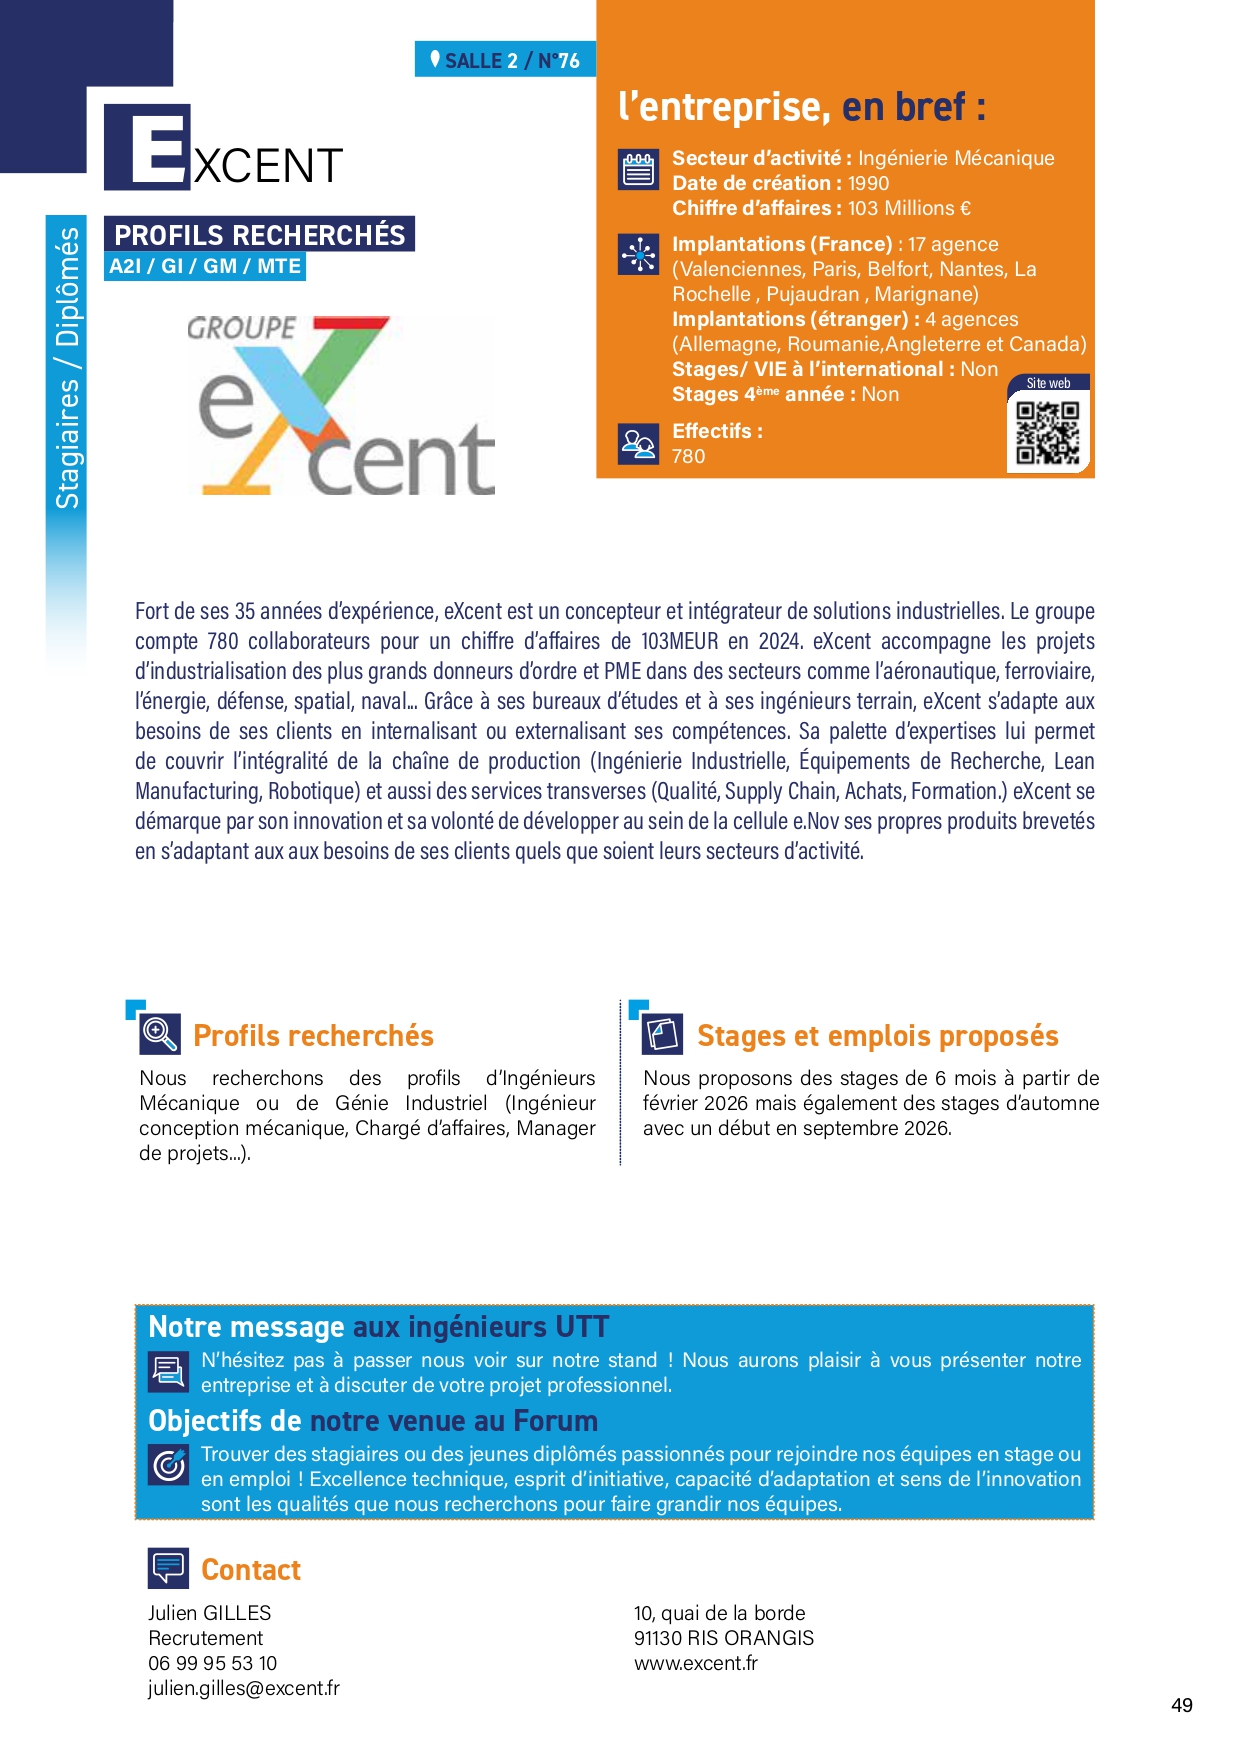 SALLE 2 / N°76
EXCENT
PROFILS RECHERCHÉS
A2I / GI / GM / MTE
Stagiaires / Diplômés
GROUPE
eXcent
l’entreprise, en bref :
Secteur d’activité : Ingénierie Mécanique
Date de création : 1990
Chiffre d’affaires : 103 Millions €
Implantations (France) : 17 agence
(Valenciennes, Paris, Belfort, Nantes, La
Rochelle , Pujaudran , Marignane)
Implantations (étranger) : 4 agences
(Allemagne, Roumanie,Angleterre et Canada)
Stages/ VIE à l’international : Non
Stages 4ème année : Non
Site web
Effectifs :
780
Fort de ses 35 années d’expérience, eXcent est un concepteur et intégrateur de solutions industrielles. Le groupe
compte 780 collaborateurs pour un chiffre d’affaires de 103MEUR en 2024. eXcent accompagne les projets
d’industrialisation des plus grands donneurs d’ordre et PME dans des secteurs comme l’aéronautique, ferroviaire,
l’énergie, défense, spatial, naval... Grâce à ses bureaux d’études et à ses ingénieurs terrain, eXcent s’adapte aux
besoins de ses clients en internalisant ou externalisant ses compétences. Sa palette d’expertises lui permet
de couvrir l’intégralité de la chaîne de production (Ingénierie Industrielle, Équipements de Recherche, Lean
Manufacturing, Robotique) et aussi des services transverses (Qualité, Supply Chain, Achats, Formation.) eXcent se
démarque par son innovation et sa volonté de développer au sein de la cellule e.Nov ses propres produits brevetés
en s’adaptant aux aux besoins de ses clients quels que soient leurs secteurs d’activité.
Profils recherchés
Nous recherchons des profils d’Ingénieurs
Mécanique ou de Génie Industriel (Ingénieur
conception mécanique, Chargé d’affaires, Manager
de projets...).
Stages et emplois proposés
Nous proposons des stages de 6 mois à partir de
février 2026 mais également des stages d’automne
avec un début en septembre 2026.
Notre message aux ingénieurs UTT
N’hésitez pas à passer nous voir sur notre stand ! Nous aurons plaisir à vous présenter notre
entreprise et à discuter de votre projet professionnel.
Objectifs de notre venue au Forum
Trouver des stagiaires ou des jeunes diplômés passionnés pour rejoindre nos équipes en stage ou
en emploi ! Excellence technique, esprit d’initiative, capacité d’adaptation et sens de l’innovation
sont les qualités que nous recherchons pour faire grandir nos équipes.
Contact
Julien GILLES
Recrutement
06 99 95 53 10
julien.gilles@excent.fr
10, quai de la borde
91130 RIS ORANGIS
www.excent.fr
49